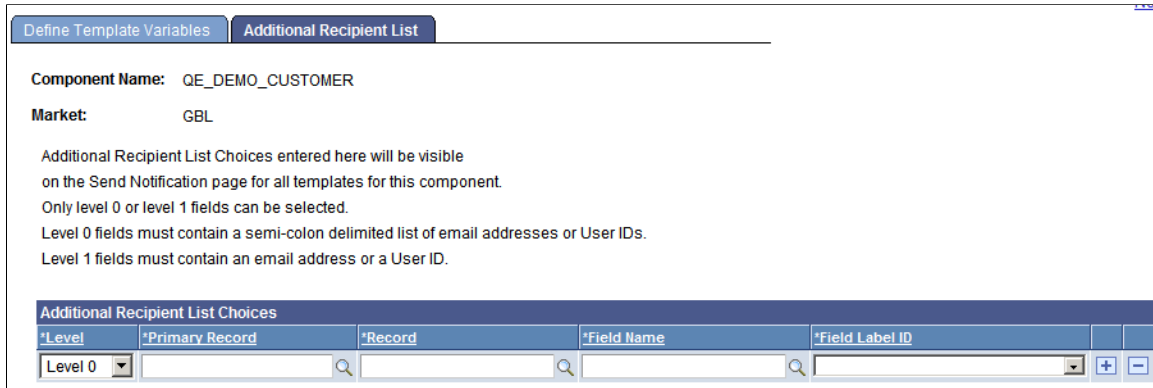 Define Template Variables Additional Recipient List
Component Name: QE_DEMO_CUSTOMER
Market: GBL
Additional Recipient List Choices entered here will be visible
on the Send Notification page for all templates for this component.
Only level 0 or level 1 fields can be selected.
Level 0 fields must contain a semi-colon delimited list of email addresses or User IDs.
Level 1 fields must contain an email address or a User ID.
Additional Recipient List Choices
*Level *Primary Record *Record *Field Name *Field Label ID
Level 0